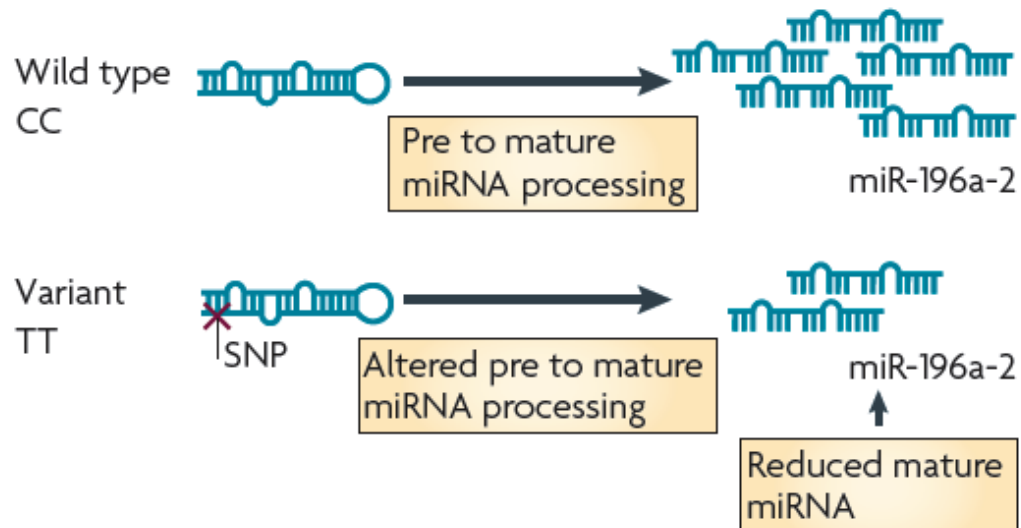 Wild type
CC
Pre to mature
miRNA processing
miR-196a-2
Variant
TT
SNP
Altered pre to mature
miRNA processing
miR-196a-2
Reduced mature
miRNA